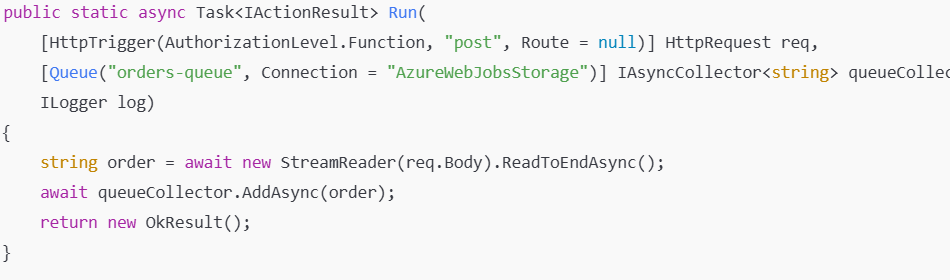 public static async Task<IActionResult> Run(
[HttpTrigger(AuthorizationLevel.Function, "post", Route = null)] HttpRequest req,
[Queue("orders-queue", Connection = "AzureWebJobsStorage")] IAsyncCollector<string> queueCollec
ILogger log)
{
string order = await new StreamReader(req.Body).ReadToEndAsync();
await queueCollector.AddAsync(order);
return new OkResult();
}